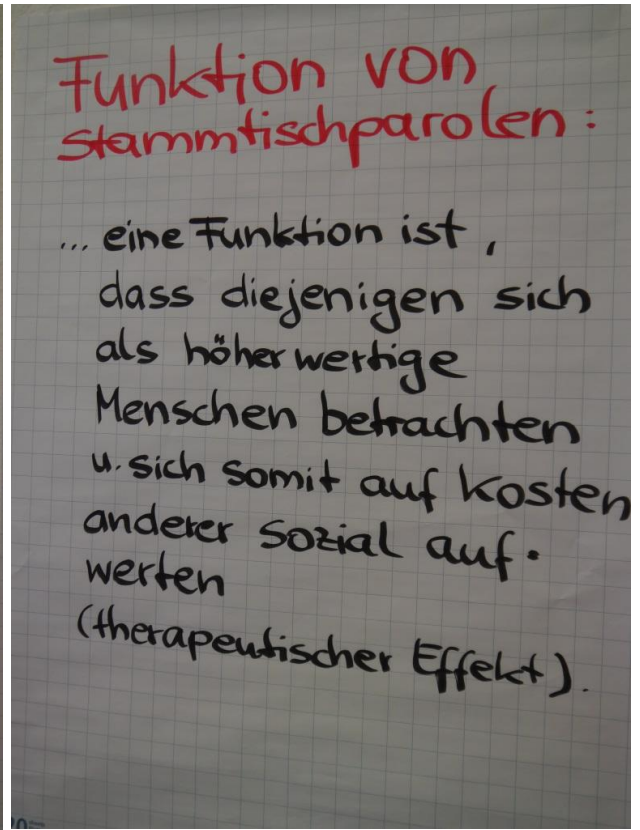 Funktion von
Stammtischparolen:
... eine Funktion ist,
dass diejenigen sich
als höherwertige
Menschen betrachten
u. sich somit auf Kosten
anderer sozial auf-
werten
(therapeutischer Effekt).